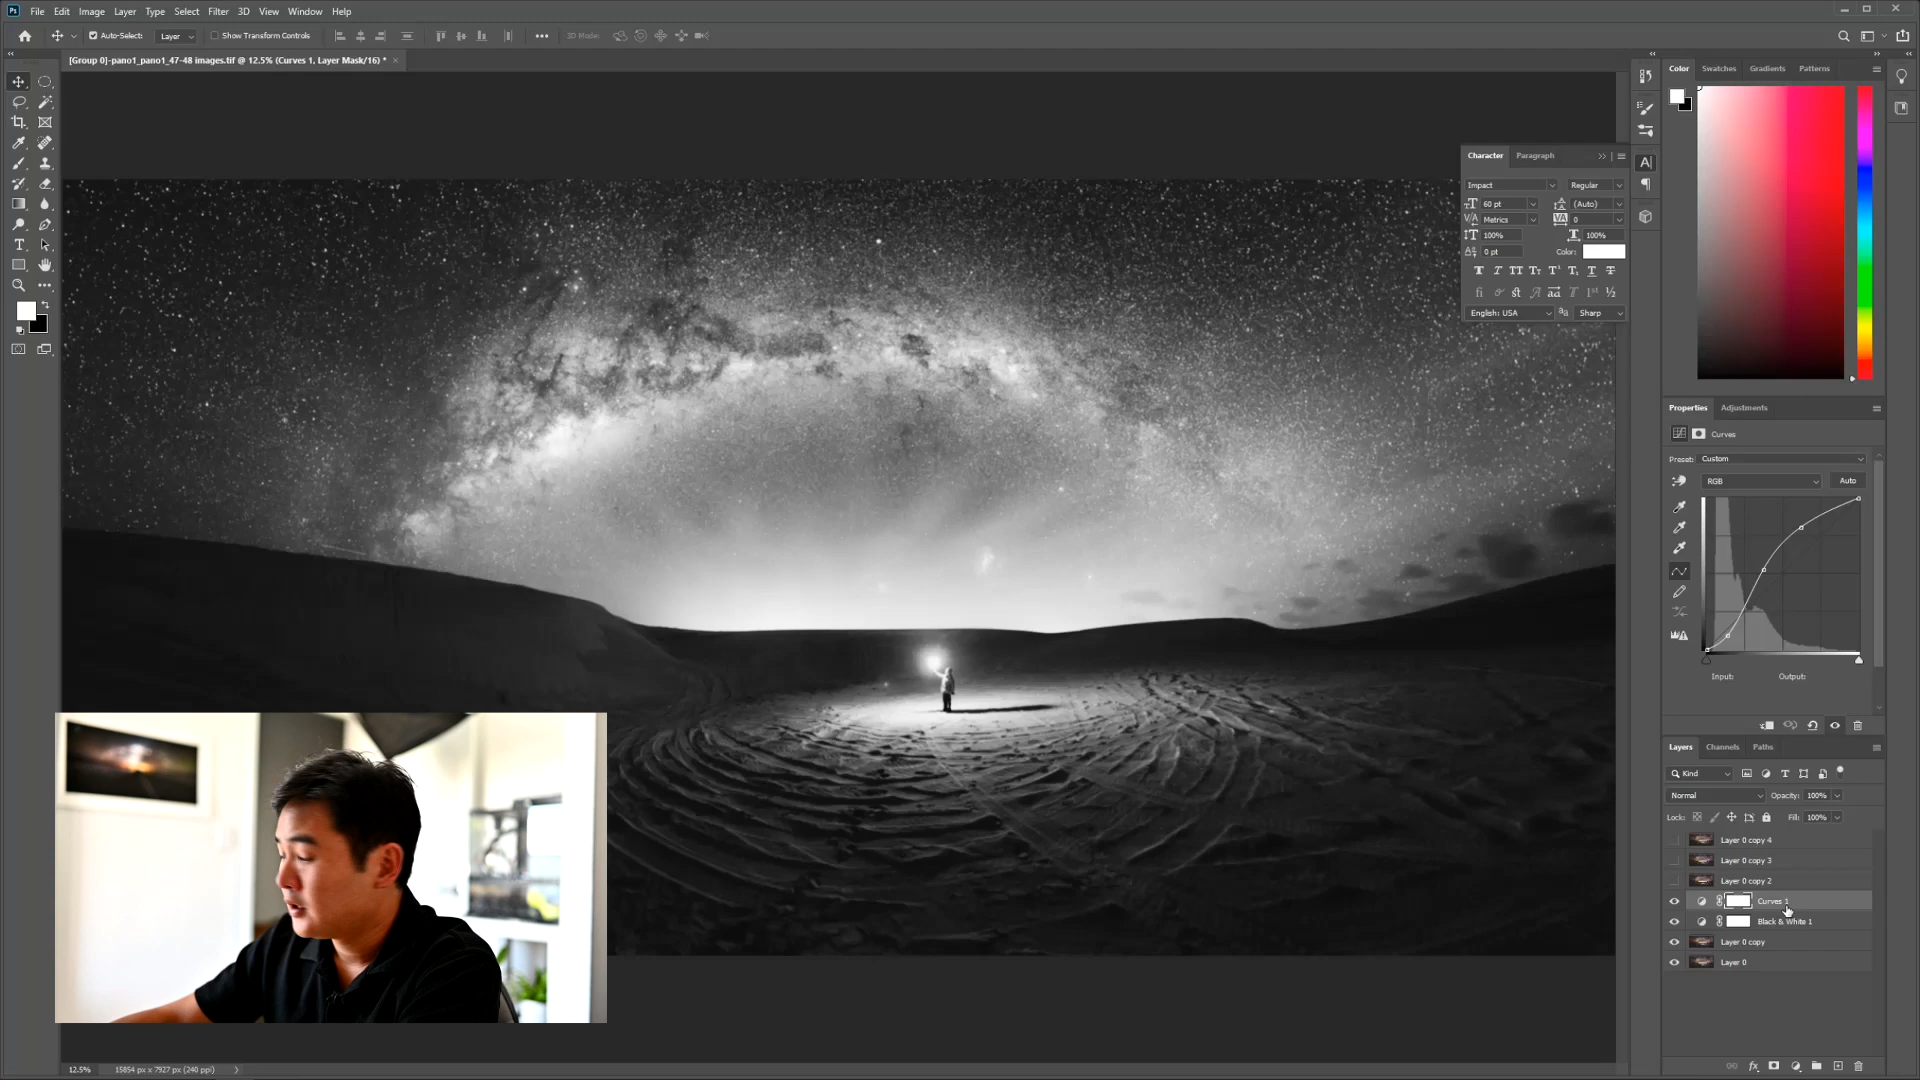 Ps File Edit Image Layer Type Select Filter 3D View Window Help
Auto-Select: Layer Show Transform Controls 3D Mode:
[Group 0]-pano1_pano1_47-48 images.tif @ 12.5% (Curves 1, Layer Mask/16) *
Color Swatches Gradients Patterns
Character Paragraph
Impact Regular
60 pt (Auto)
Metrics 0
100% 100%
0 pt Color:
English: USA Sharp
Properties Adjustments
Curves
Preset: Custom
RGB Auto
Input: Output:
Layers Channels Paths
Kind
Normal Opacity: 100%
Lock: Fill: 100%
Layer 0 copy 4
Layer 0 copy 3
Layer 0 copy 2
Curves 1
Black & White 1
Layer 0 copy
Layer 0
12.5% 15854 px x 7927 px (240 ppi)